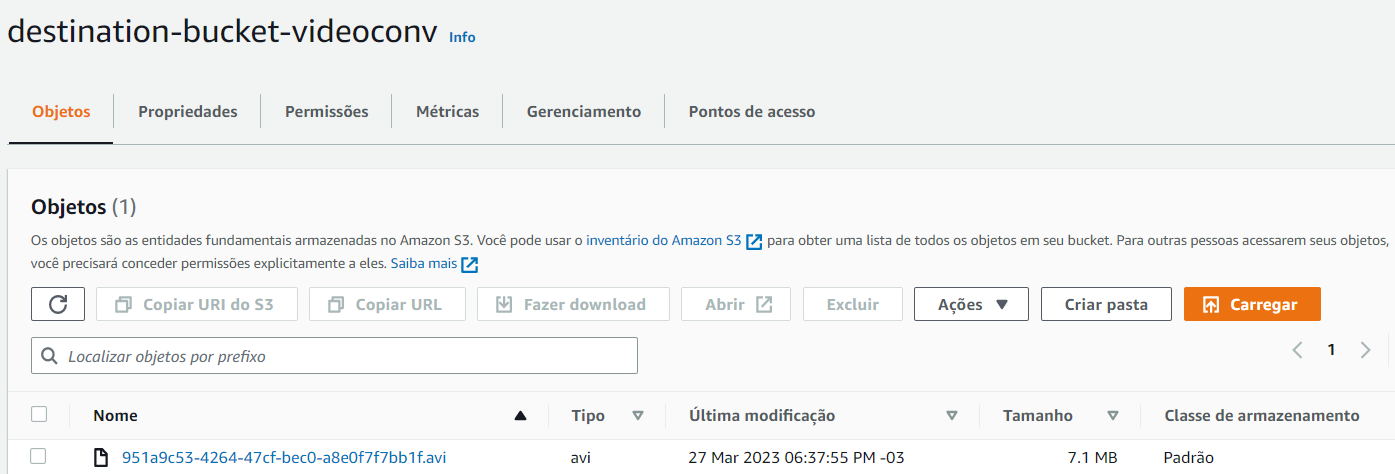 destination-bucket-videoconv Info
Objetos Propriedades Permissões Métricas Gerenciamento Pontos de acesso
Objetos (1)
Os objetos são as entidades fundamentais armazenadas no Amazon S3. Você pode usar o inventário do Amazon S3 para obter uma lista de todos os objetos em seu bucket. Para outras pessoas acessarem seus objetos,
você precisará conceder permissões explicitamente a eles. Saiba mais
Copiar URI do S3 Copiar URL Fazer download Abrir Excluir Ações Criar pasta Carregar
Localizar objetos por prefixo 1
Nome Tipo Última modificação Tamanho Classe de armazenamento
951a9c53-4264-47cf-bec0-a8e0f7f7bb1f.avi avi 27 Mar 2023 06:37:55 PM -03 7.1 MB Padrão